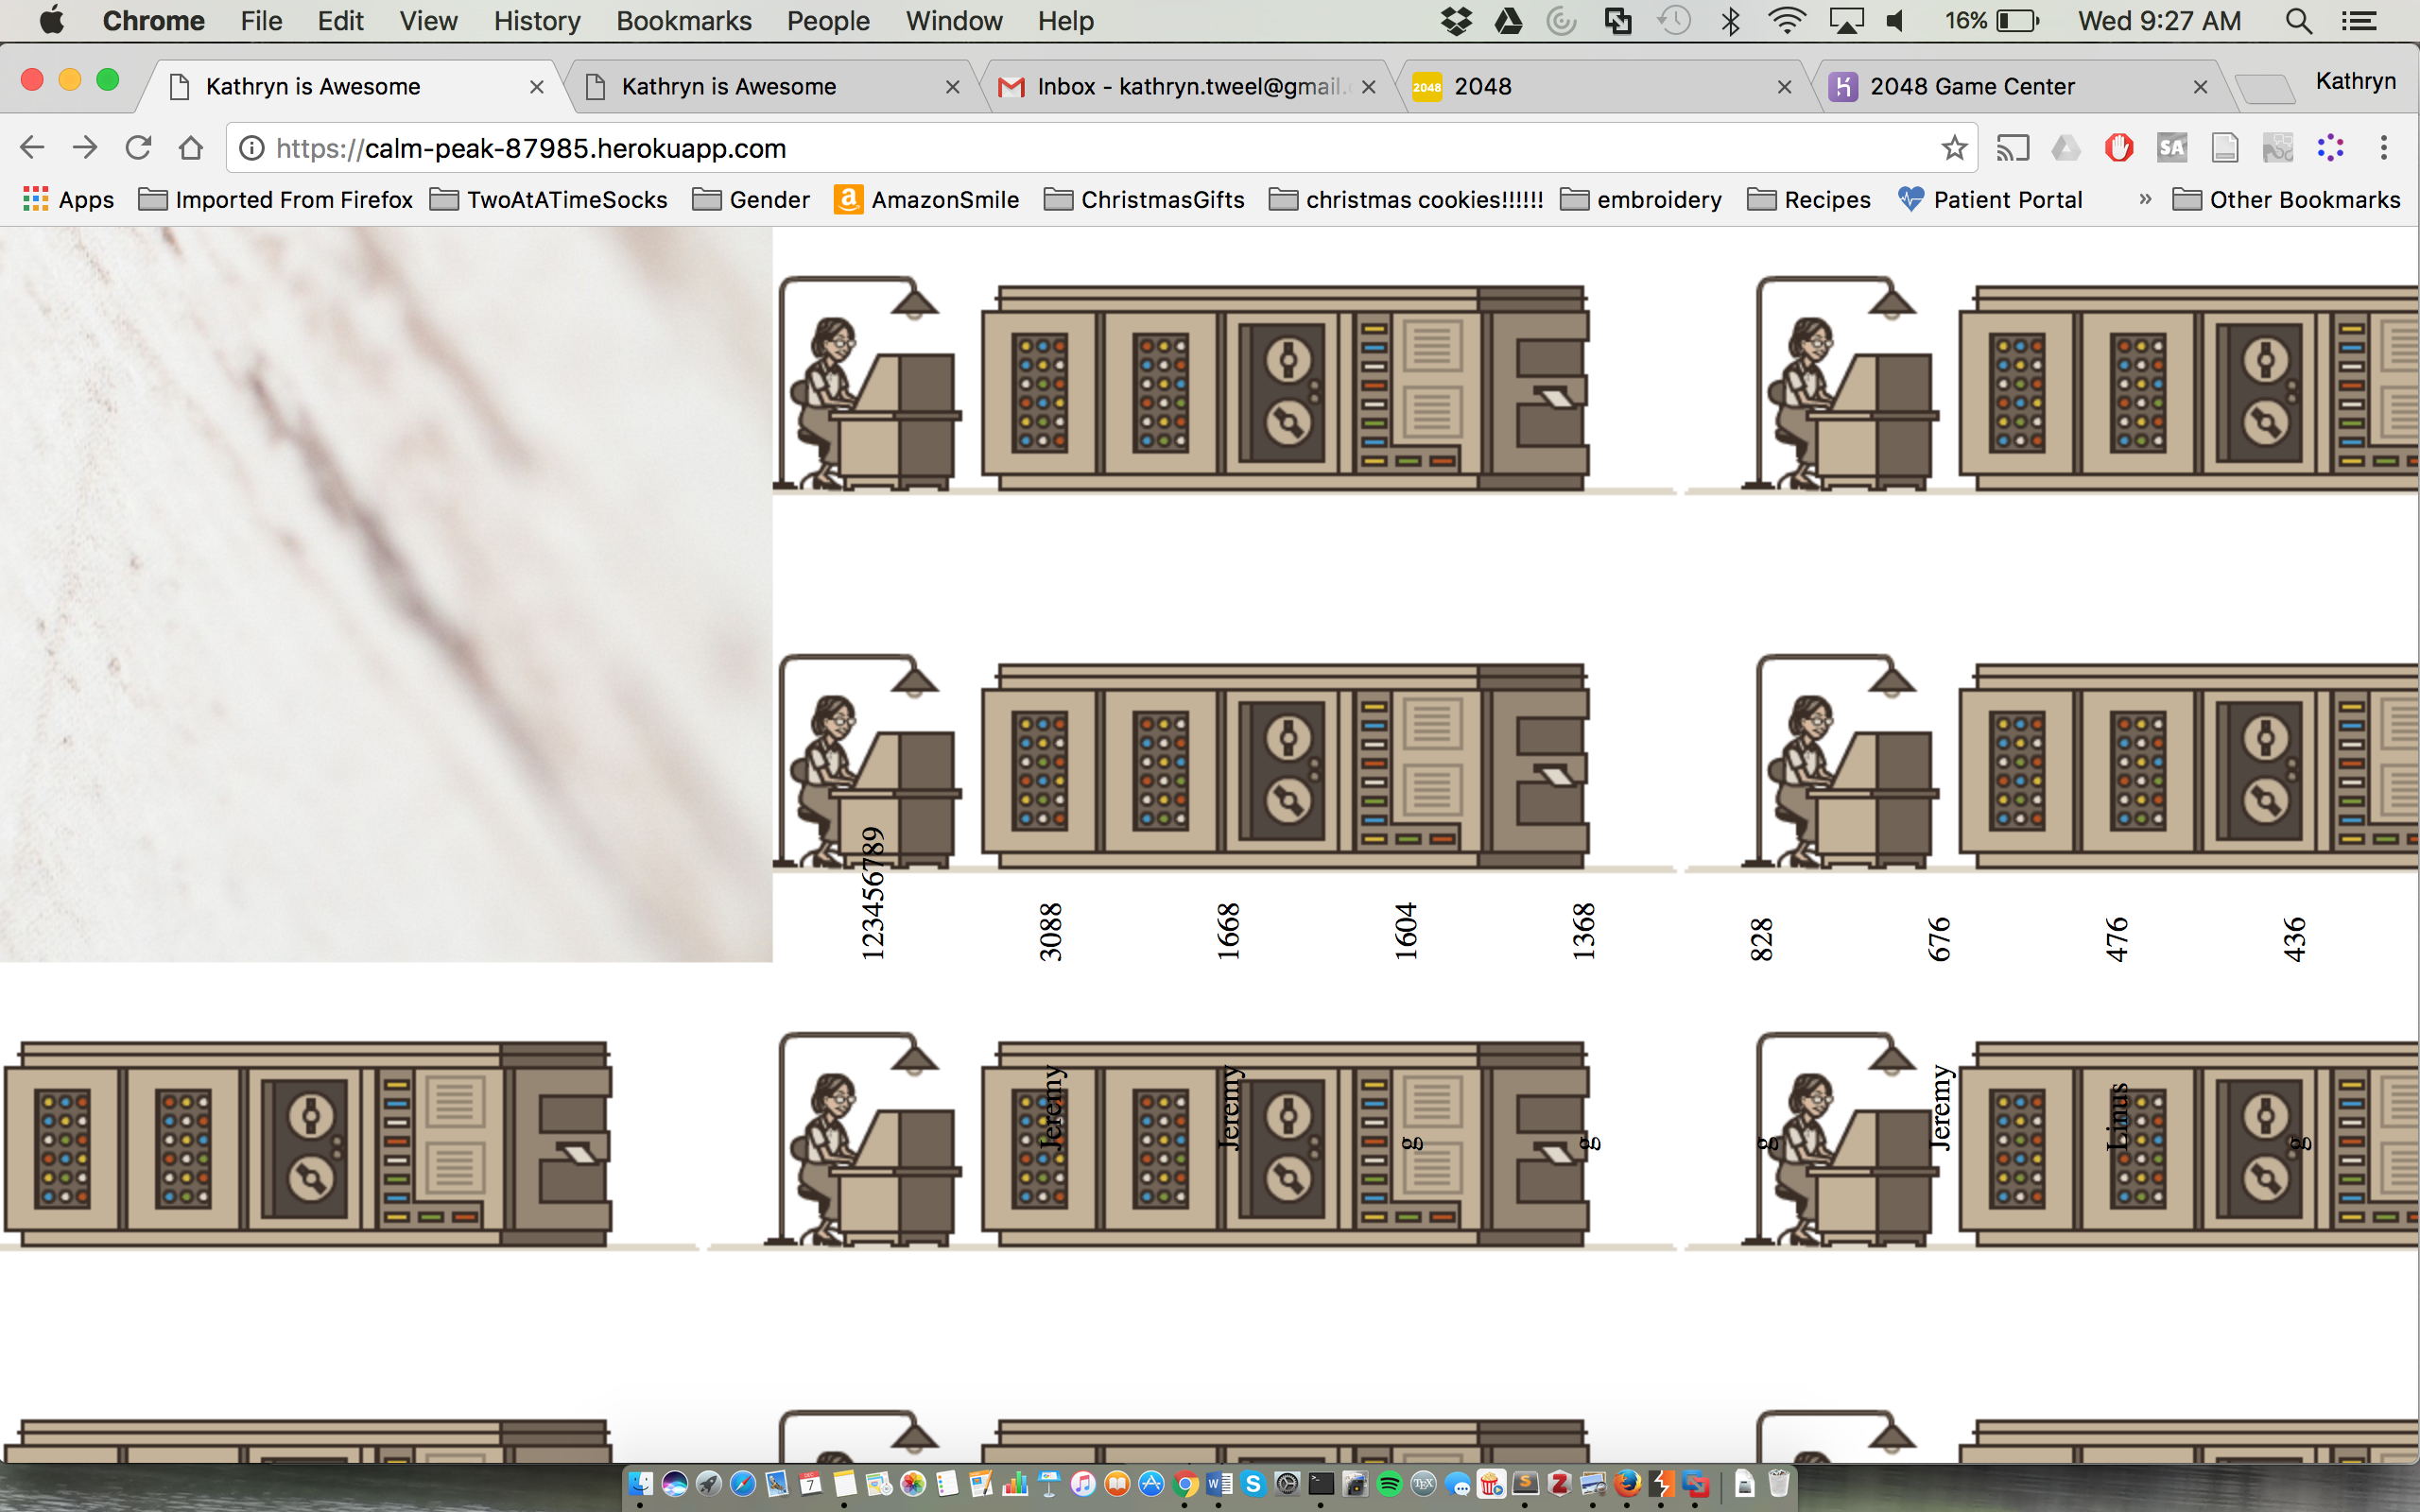 Chrome File Edit View History Bookmarks People Window Help 16% Wed 9:27 AM
Kathryn is Awesome Kathryn is Awesome Inbox - kathryn.tweel@gmail. 2048 2048 2048 Game Center Kathryn
https://calm-peak-87985.herokuapp.com SA
Apps Imported From Firefox TwoAtATimeSocks Gender a AmazonSmile ChristmasGifts christmas cookies!!!!!! embroidery Recipes Patient Portal » Other Bookmarks
123456789 3088 1668 1604 1368 828 676 476 436
Jeremy Jeremy g g g Jeremy Linus g